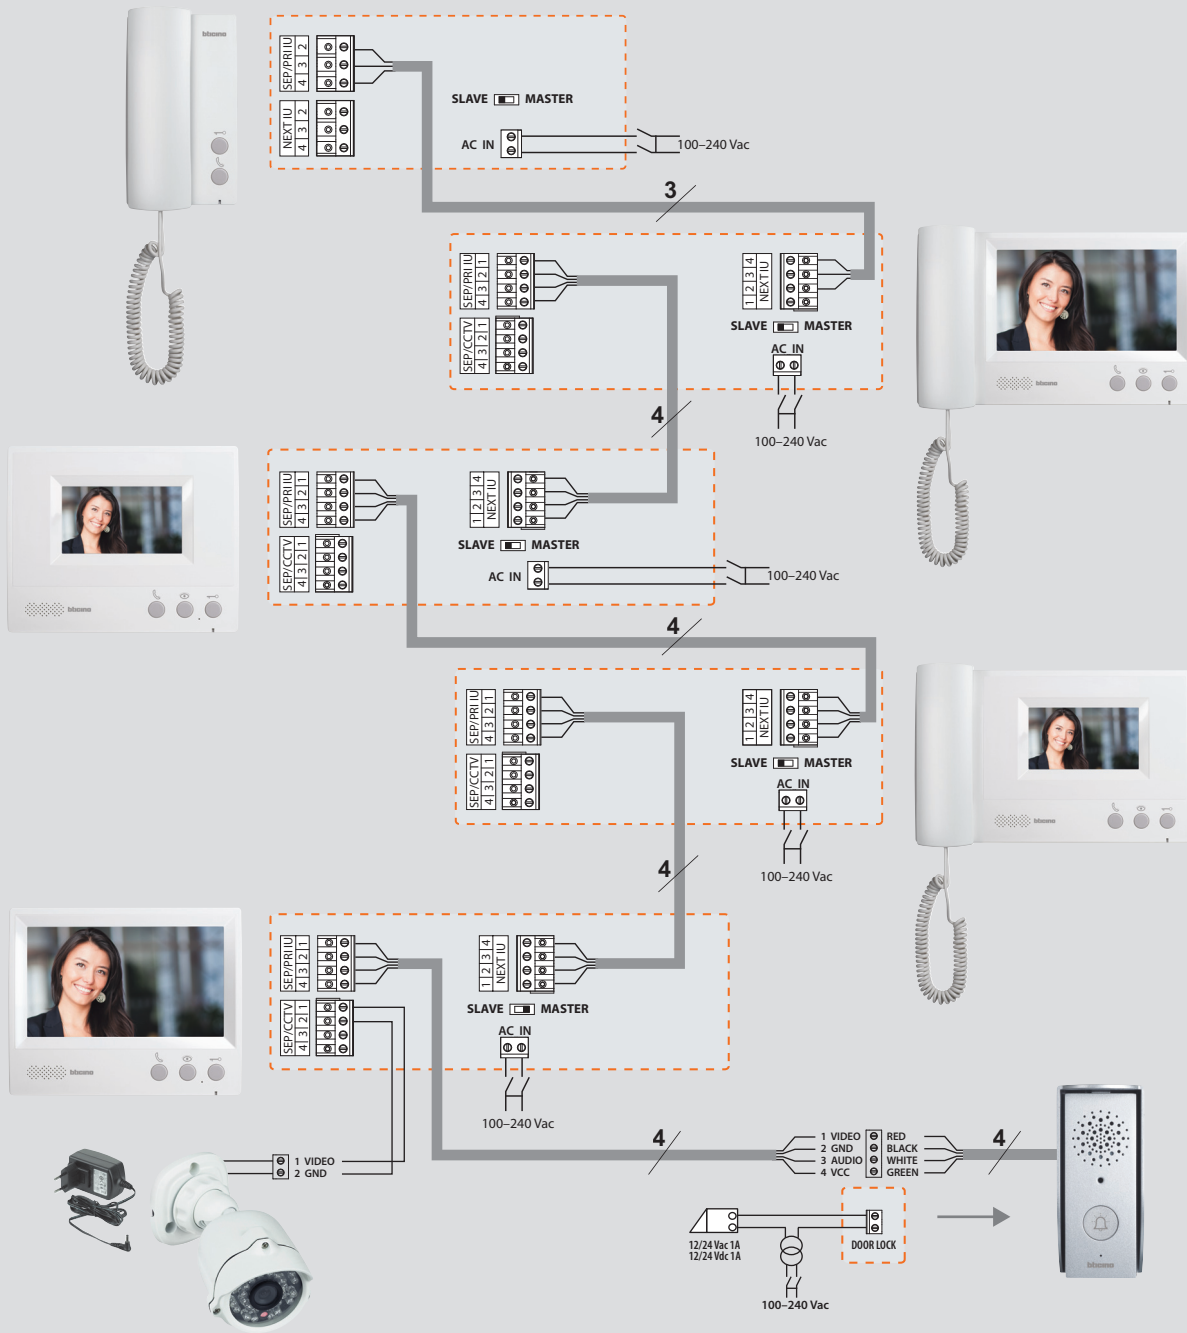 bticino
SEP/PRI IU
4 3 2
NEXT IU
4 3 2
SLAVE MASTER
AC IN
100–240 Vac
3
SEP/PRI IU
4 3 2 1
SEP/CCTV
4 3 2 1
1 2 3 4
NEXT IU
SLAVE MASTER
AC IN
100–240 Vac
bticino
4
SEP/PRI IU
4 3 2 1
SEP/CCTV
4 3 2 1
1 2 3 4
NEXT IU
SLAVE MASTER
AC IN
100–240 Vac
bticino
4
SEP/PRI IU
4 3 2 1
SEP/CCTV
4 3 2 1
1 2 3 4
NEXT IU
SLAVE MASTER
AC IN
100–240 Vac
bticino
4
SEP/PRI IU
4 3 2 1
SEP/CCTV
4 3 2 1
1 2 3 4
NEXT IU
SLAVE MASTER
AC IN
100–240 Vac
bticino
1 VIDEO
2 GND
4
1 VIDEO RED
2 GND BLACK
3 AUDIO WHITE
4 VCC GREEN
4
12/24 Vac 1A
12/24 Vdc 1A
DOOR LOCK
100–240 Vac
bticino